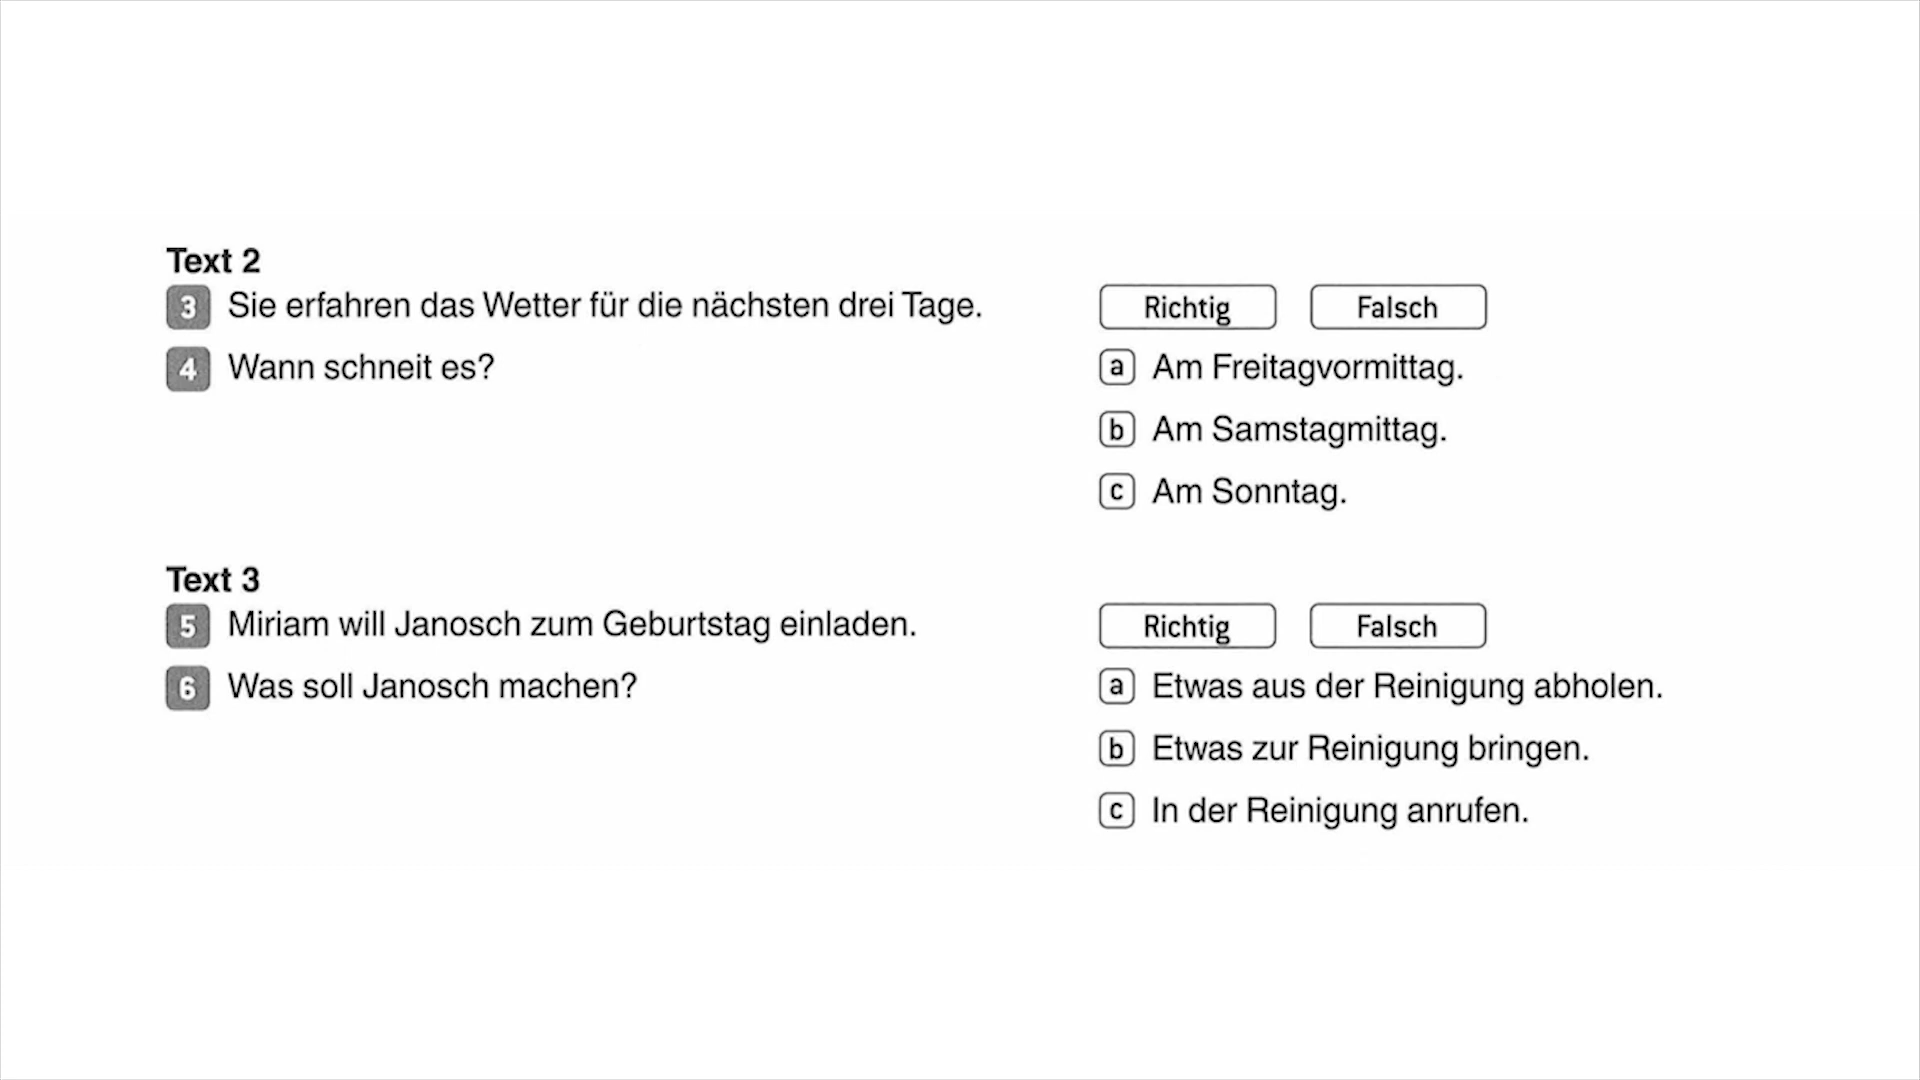 Text 2
3 Sie erfahren das Wetter für die nächsten drei Tage. Richtig Falsch
4 Wann schneit es? a Am Freitagvormittag.
b Am Samstagmittag.
c Am Sonntag.
Text 3
5 Miriam will Janosch zum Geburtstag einladen. Richtig Falsch
6 Was soll Janosch machen? a Etwas aus der Reinigung abholen.
b Etwas zur Reinigung bringen.
c In der Reinigung anrufen.